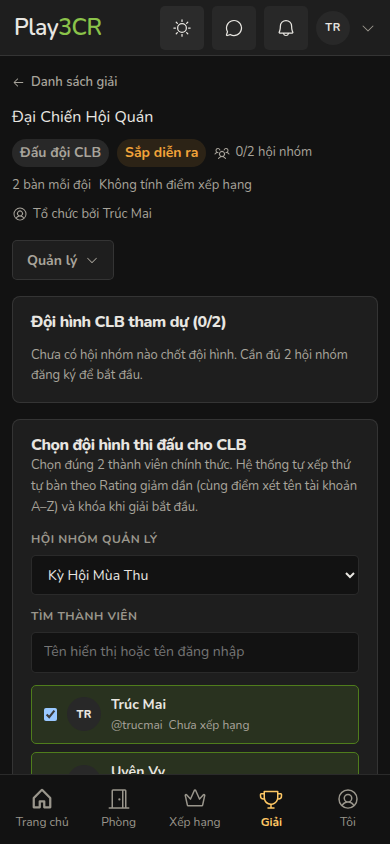 Play3CR
TR
← Danh sách giải
Đại Chiến Hội Quán
Đấu đội CLB Sắp diễn ra 0/2 hội nhóm
2 bàn mỗi đội Không tính điểm xếp hạng
Tổ chức bởi Trúc Mai
Quản lý
Đội hình CLB tham dự (0/2)
Chưa có hội nhóm nào chốt đội hình. Cần đủ 2 hội nhóm
đăng ký để bắt đầu.
Chọn đội hình thi đấu cho CLB
Chọn đúng 2 thành viên chính thức. Hệ thống tự xếp thứ
tự bàn theo Rating giảm dần (cùng điểm xét tên tài khoản
A–Z) và khóa khi giải bắt đầu.
HỘI NHÓM QUẢN LÝ
Kỳ Hội Mùa Thu
TÌM THÀNH VIÊN
Tên hiển thị hoặc tên đăng nhập
TR
Trúc Mai
@trucmai Chưa xếp hạng
Uyên Vy
Trang chủ Phòng Xếp hạng Giải Tôi